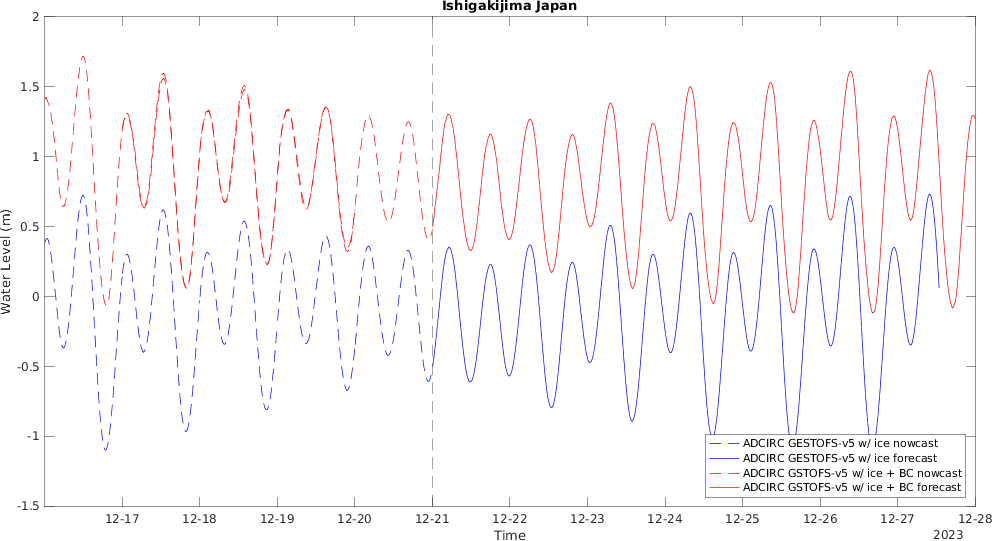 Ishigakijima Japan
2
1.5
1
0.5
0
-0.5
-1
-1.5
Water Level (m)
ADCIRC GESTOFS-v5 w/ ice nowcast
ADCIRC GESTOFS-v5 w/ ice forecast
ADCIRC GSTOFS-v5 w/ ice + BC nowcast
ADCIRC GSTOFS-v5 w/ ice + BC forecast
12-17 12-18 12-19 12-20 12-21 12-22 12-23 12-24 12-25 12-26 12-27 12-28
Time
2023